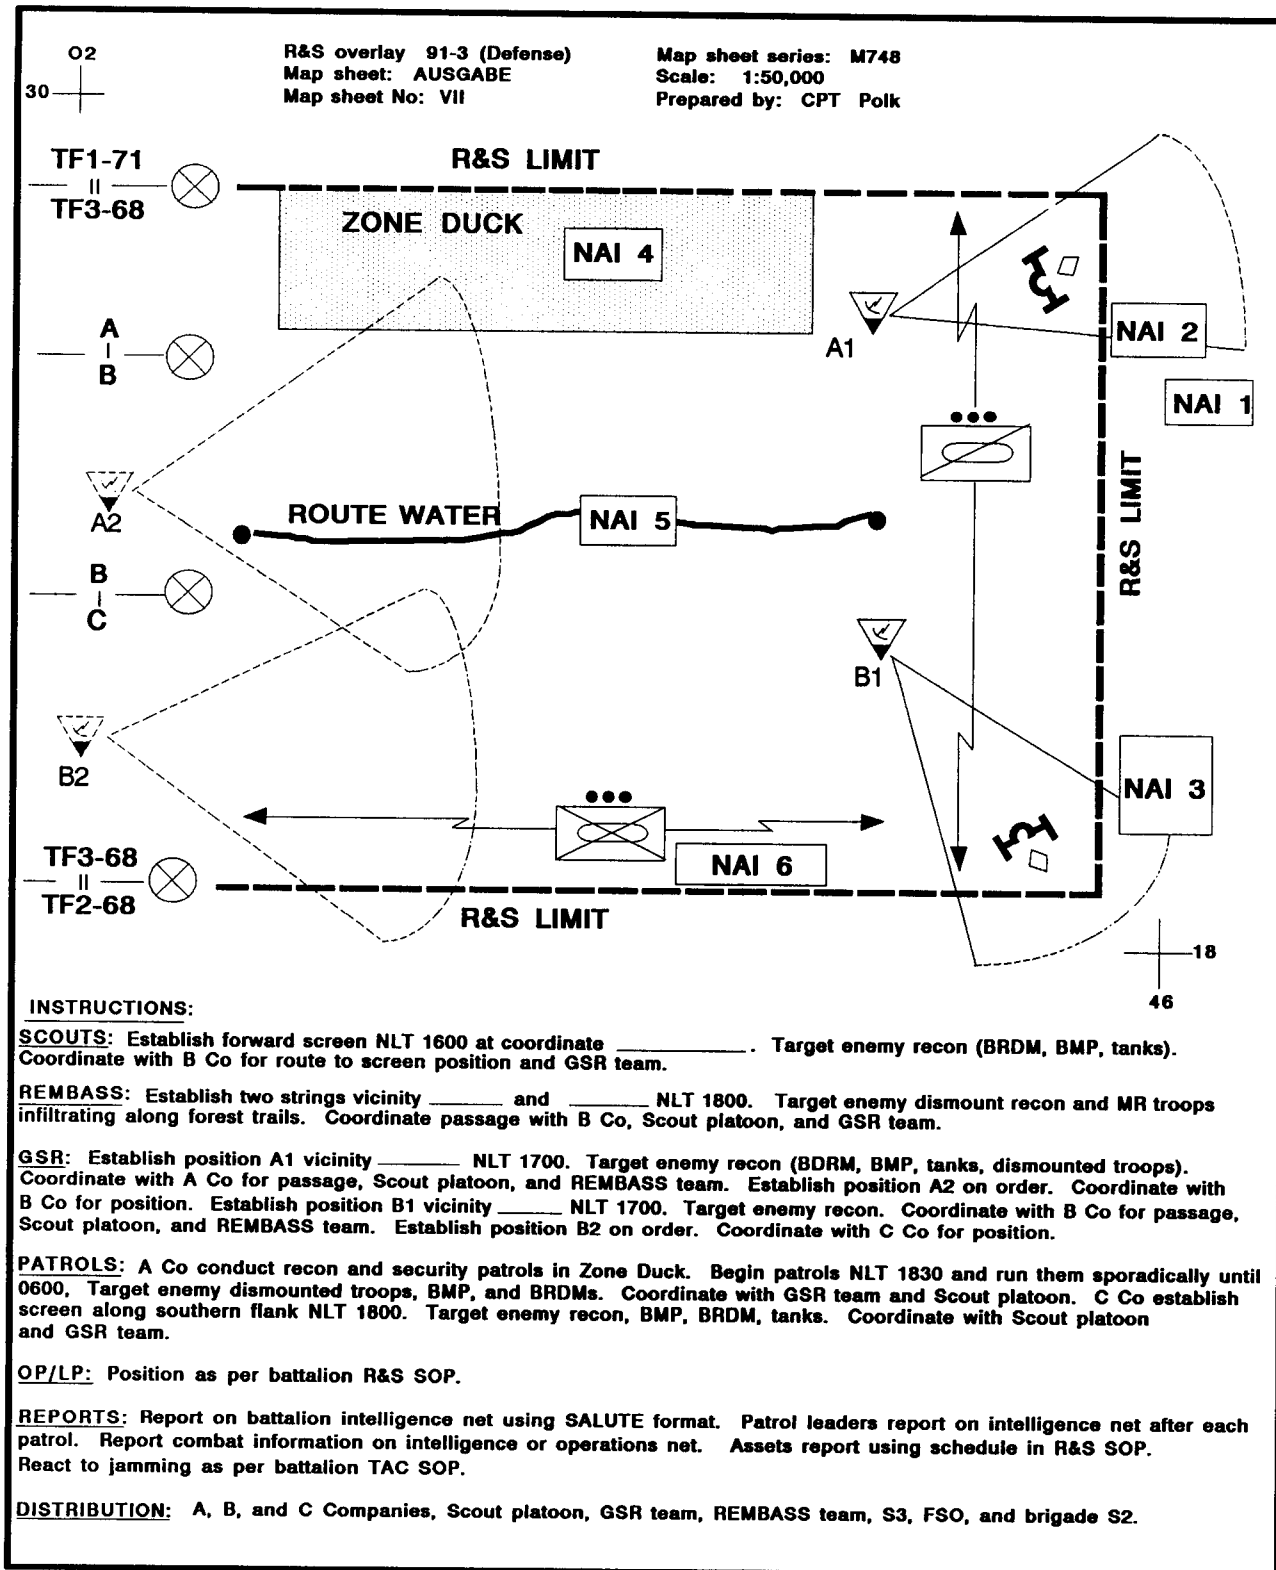 O2
30
R&S overlay 91-3 (Defense)
Map sheet: AUSGABE
Map sheet No: VII
Map sheet series: M748
Scale: 1:50,000
Prepared by: CPT Polk
TF1-71
II
TF3-68
R&S LIMIT
ZONE DUCK
NAI 4
A
I
B
A1
NAI 2
NAI 1
A2
ROUTE WATER
NAI 5
R&S LIMIT
B
I
C
B1
B2
NAI 3
TF3-68
II
TF2-68
NAI 6
R&S LIMIT
18
46
INSTRUCTIONS:
SCOUTS: Establish forward screen NLT 1600 at coordinate __________. Target enemy recon (BRDM, BMP, tanks).
Coordinate with B Co for route to screen position and GSR team.
REMBASS: Establish two strings vicinity ______ and ______ NLT 1800. Target enemy dismount recon and MR troops
infiltrating along forest trails. Coordinate passage with B Co, Scout platoon, and GSR team.
GSR: Establish position A1 vicinity ______ NLT 1700. Target enemy recon (BDRM, BMP, tanks, dismounted troops).
Coordinate with A Co for passage, Scout platoon, and REMBASS team. Establish position A2 on order. Coordinate with
B Co for position. Establish position B1 vicinity _____ NLT 1700. Target enemy recon. Coordinate with B Co for passage,
Scout platoon, and REMBASS team. Establish position B2 on order. Coordinate with C Co for position.
PATROLS: A Co conduct recon and security patrols in Zone Duck. Begin patrols NLT 1830 and run them sporadically until
0600, Target enemy dismounted troops, BMP, and BRDMs. Coordinate with GSR team and Scout platoon. C Co establish
screen along southern flank NLT 1800. Target enemy recon, BMP, BRDM, tanks. Coordinate with Scout platoon
and GSR team.
OP/LP: Position as per battalion R&S SOP.
REPORTS: Report on battalion intelligence net using SALUTE format. Patrol leaders report on intelligence net after each
patrol. Report combat information on intelligence or operations net. Assets report using schedule in R&S SOP.
React to jamming as per battalion TAC SOP.
DISTRIBUTION: A, B, and C Companies, Scout platoon, GSR team, REMBASS team, S3, FSO, and brigade S2.